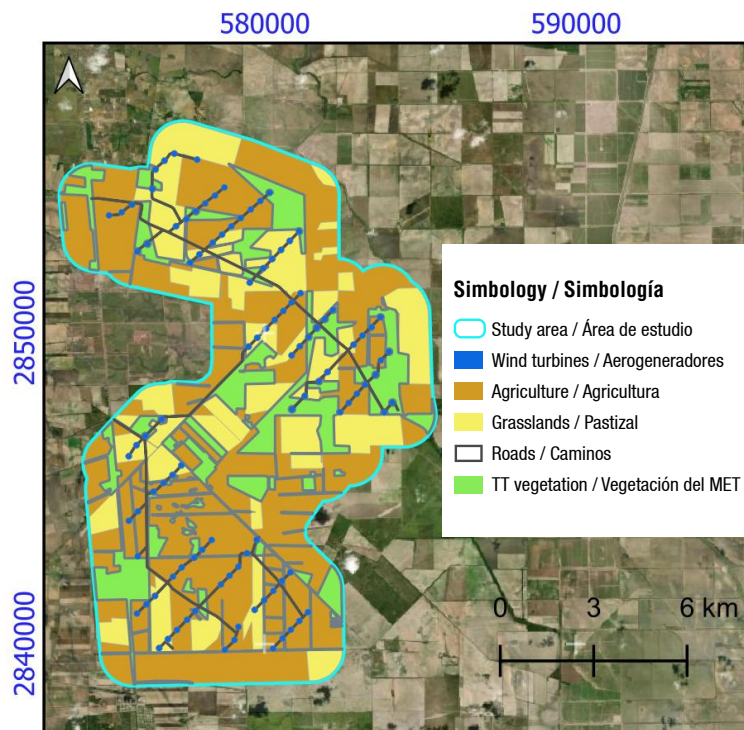 580000 590000
2850000
2840000
Simbology / Simbología
Study area / Área de estudio
Wind turbines / Aerogeneradores
Agriculture / Agricultura
Grasslands / Pastizal
Roads / Caminos
TT vegetation / Vegetación del MET
0 3 6 km